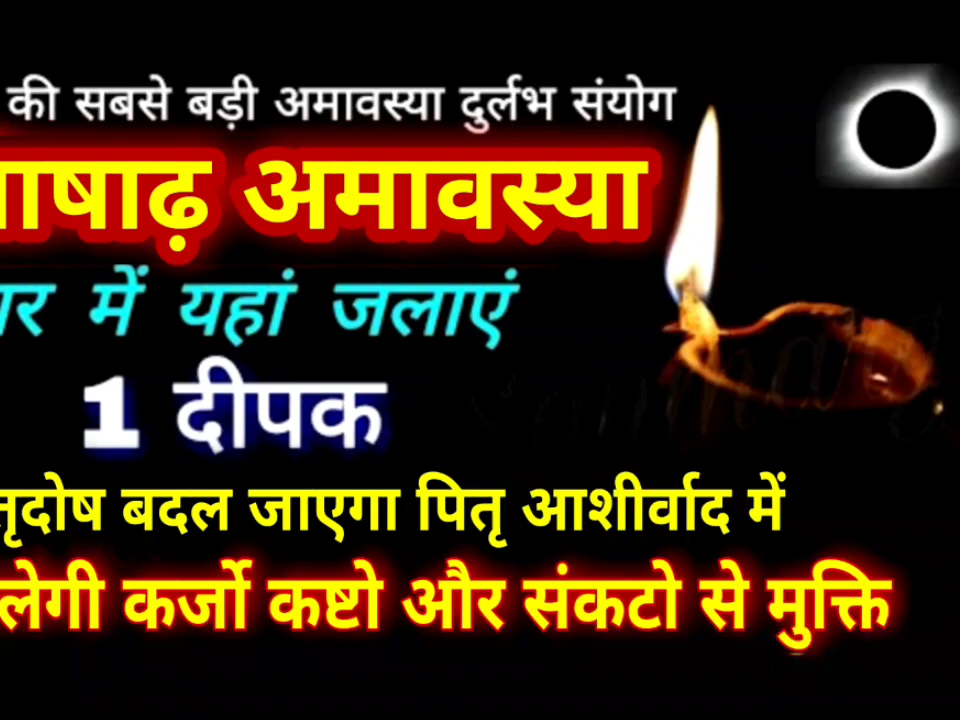 की सबसे बड़ी अमावस्या दुर्लभ संयोग
ाषाढ़ अमावस्या
र में यहां जलाएं
1 दीपक
तृदोष बदल जाएगा पितृ आशीर्वाद में
लेगी कर्जो कष्टो और संकटो से मुक्ति